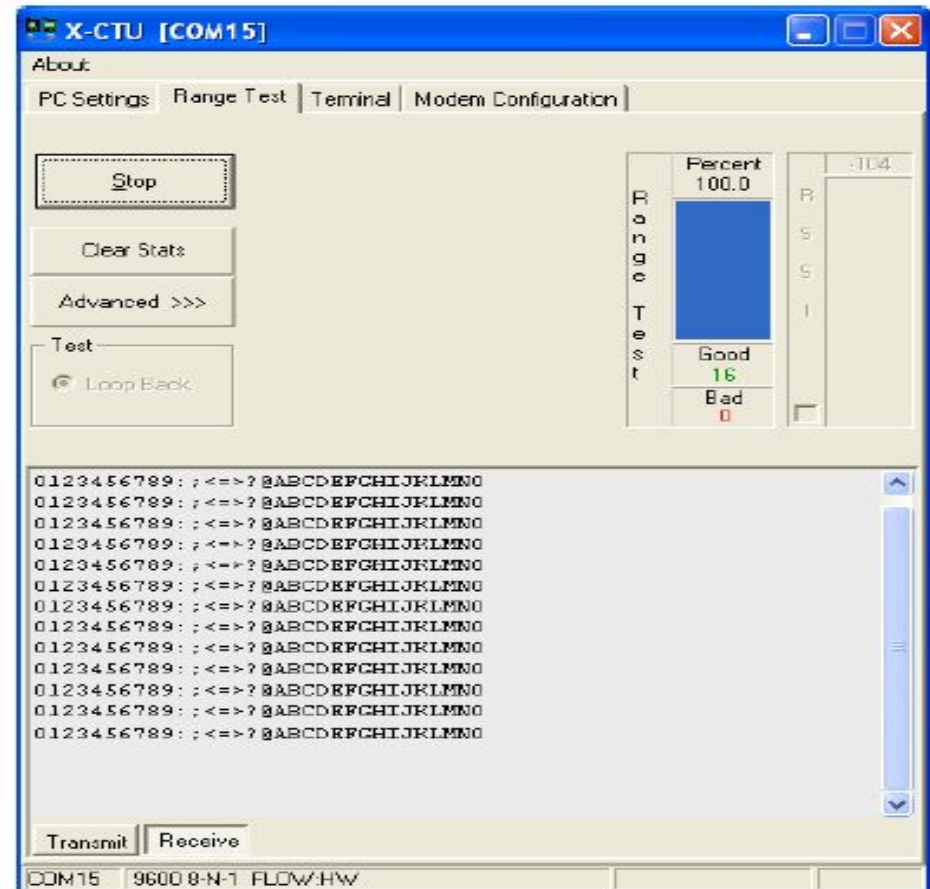 X-CTU [COM15]
About
PC Settings Range Test Terminal Modem Configuration
Stop
Clear Stats
Advanced >>>
Test
Loop Back
Range Test
Percent
100.0
Good
16
Bad
0
-104
RSSI
0123456789:;<=>?@ABCDEFGHIJKLMNO
0123456789:;<=>?@ABCDEFGHIJKLMNO
0123456789:;<=>?@ABCDEFGHIJKLMNO
0123456789:;<=>?@ABCDEFGHIJKLMNO
0123456789:;<=>?@ABCDEFGHIJKLMNO
0123456789:;<=>?@ABCDEFGHIJKLMNO
0123456789:;<=>?@ABCDEFGHIJKLMNO
0123456789:;<=>?@ABCDEFGHIJKLMNO
0123456789:;<=>?@ABCDEFGHIJKLMNO
0123456789:;<=>?@ABCDEFGHIJKLMNO
0123456789:;<=>?@ABCDEFGHIJKLMNO
0123456789:;<=>?@ABCDEFGHIJKLMNO
0123456789:;<=>?@ABCDEFGHIJKLMNO
Transmit Receive
COM15 9600 8-N-1 FLOW:HW